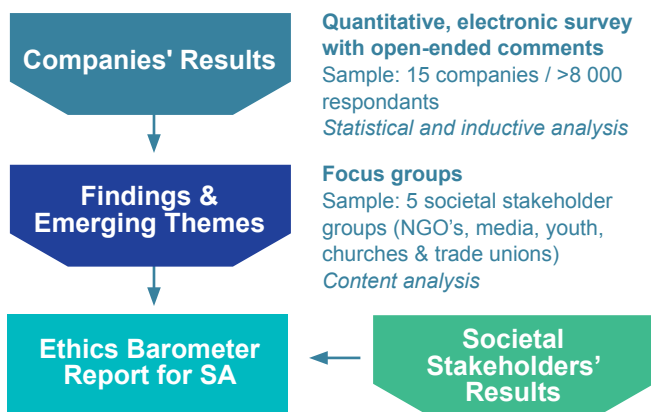 Companies' Results
Quantitative, electronic survey
with open-ended comments
Sample: 15 companies / >8 000
respondants
Statistical and inductive analysis
Findings &
Emerging Themes
Focus groups
Sample: 5 societal stakeholder
groups (NGO's, media, youth,
churches & trade unions)
Content analysis
Ethics Barometer
Report for SA
Societal
Stakeholders’
Results